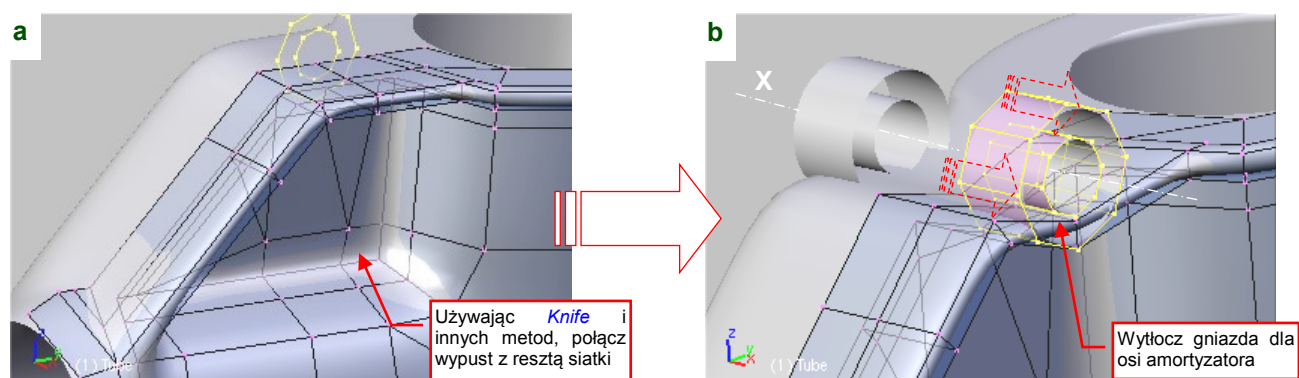 a
Używając Knife i
innych metod, połącz
wypust z resztą siatki
z
x
(1) Tube
b
X
Wytłocz gniazda dla
osi amortyzatora
z
y
x
(1) Tube